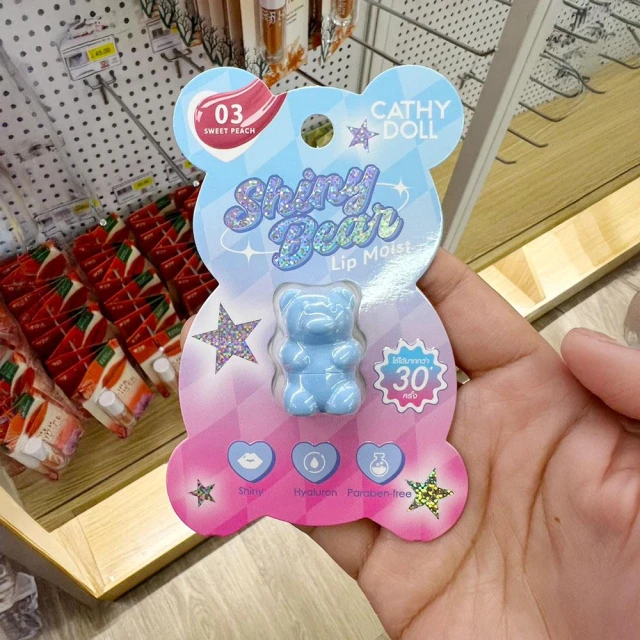 03
SWEET PEACH
CATHY
DOLL
Shiny
Bear
Lip Moist
ใช้ได้มากกว่า
30
ครั้ง
Shiny
Hyaluron
Paraben-free